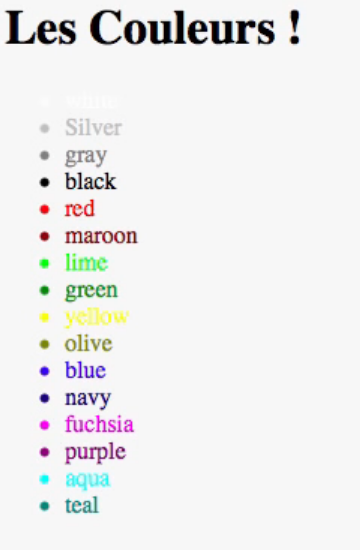 Les Couleurs !
white
Silver
gray
black
red
maroon
lime
green
yellow
olive
blue
navy
fuchsia
purple
aqua
teal